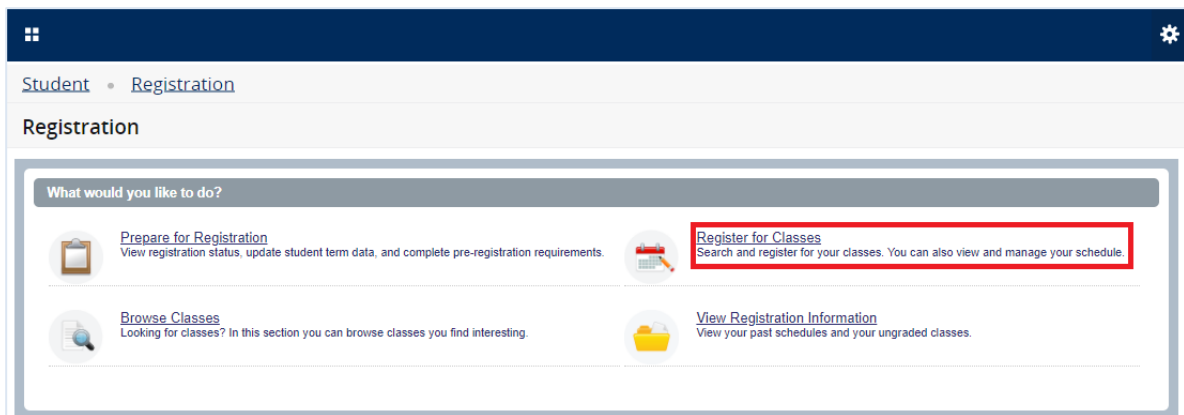 Student • Registration
Registration
What would you like to do?
Prepare for Registration
View registration status, update student term data, and complete pre-registration requirements.
Register for Classes
Search and register for your classes. You can also view and manage your schedule.
Browse Classes
Looking for classes? In this section you can browse classes you find interesting.
View Registration Information
View your past schedules and your ungraded classes.